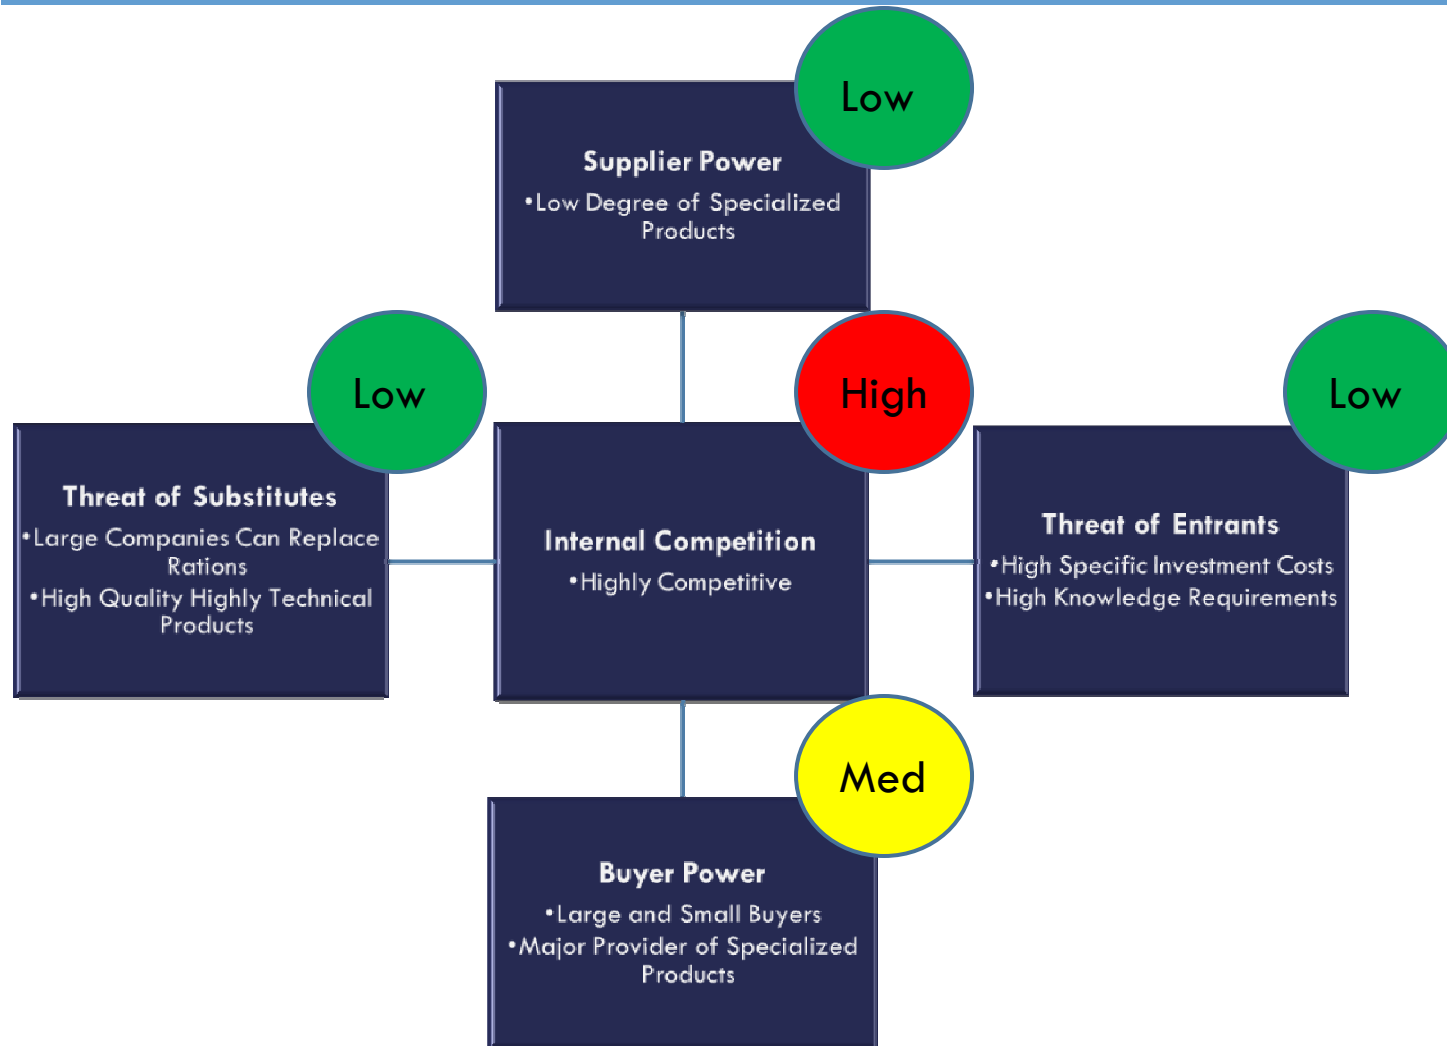 Low
Supplier Power
•Low Degree of Specialized
Products
Low
High
Low
Threat of Substitutes
•Large Companies Can Replace
Rations
•High Quality Highly Technical
Products
Internal Competition
•Highly Competitive
Threat of Entrants
•High Specific Investment Costs
•High Knowledge Requirements
Med
Buyer Power
•Large and Small Buyers
•Major Provider of Specialized
Products